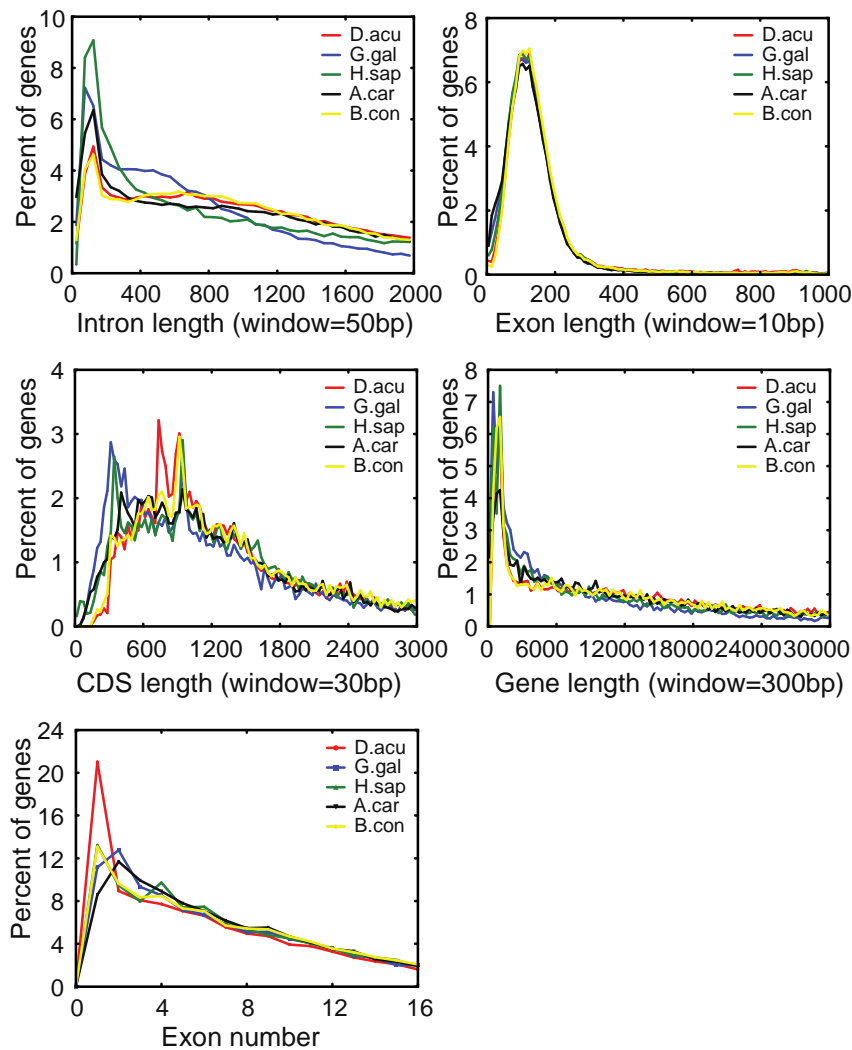 10
8
6
4
2
0
Percent of genes
D.acu
G.gal
H.sap
A.car
B.con
0 400 800 1200 1600 2000
Intron length (window=50bp)
8
6
4
2
0
Percent of genes
D.acu
G.gal
H.sap
A.car
B.con
0 200 400 600 800 1000
Exon length (window=10bp)
4
3
2
1
0
Percent of genes
D.acu
G.gal
H.sap
A.car
B.con
0 600 1200 1800 2400 3000
CDS length (window=30bp)
8
7
6
5
4
3
2
1
0
Percent of genes
D.acu
G.gal
H.sap
A.car
B.con
0 6000 12000 18000 24000 30000
Gene length (window=300bp)
24
20
16
12
8
4
0
Percent of genes
D.acu
G.gal
H.sap
A.car
B.con
0 4 8 12 16
Exon number